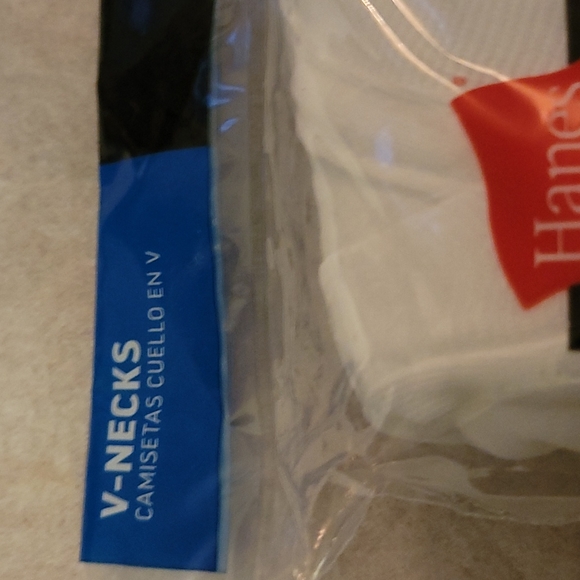 V-NECKS
CAMISETAS CUELLO EN V
Hanes